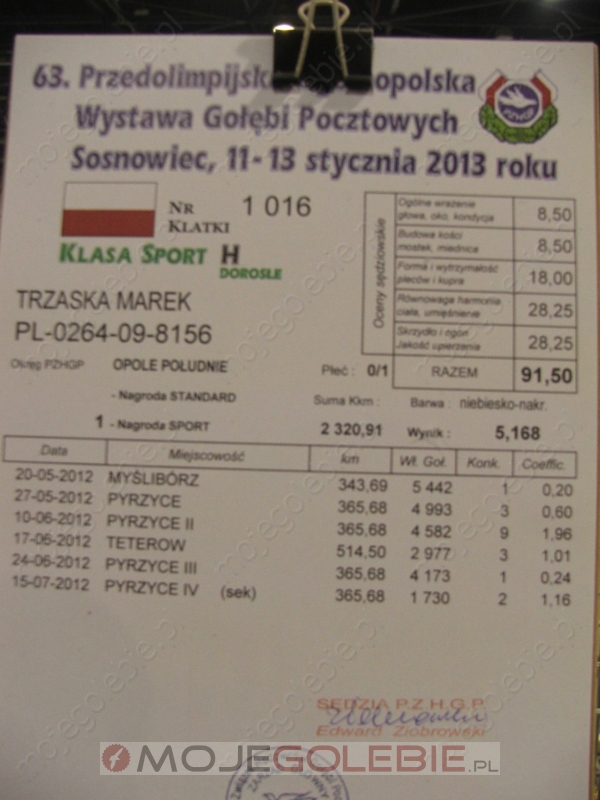 63. Przedolimpijsk opolska
Wystawa Gołębi Pocztowych
Sosnowiec, 11-13 stycznia 2013 roku
NR KLATKI 1 016
KLASA SPORT H
DOROSŁE
TRZASKA MAREK
PL-0264-09-8156
Okręg PZHGP OPOLE POŁUDNIE
- Nagroda STANDARD
1 - Nagroda SPORT
Oceny sędziowskie
Ogólne wrażenie
głowa, oko, kondycja 8,50
Budowa kości
mostek, miednica 8,50
Forma i wytrzymałość
pleców i kupra 18,00
Równowaga harmonia
ciała, umięśnienie 28,25
Skrzydło i ogon
Jakość upierzenia 28,25
Płeć : 0/1 RAZEM 91,50
Suma Kkm : Barwa : niebiesko-nakr.
2 320,91 Wynik : 5,168
Data Miejscowość km Wł. Goł. Konk. Coeffic.
20-05-2012 MYŚLIBÓRZ 343,69 5 442 1 0,20
27-05-2012 PYRZYCE 365,68 4 993 3 0,60
10-06-2012 PYRZYCE II 365,68 4 582 9 1,96
17-06-2012 TETEROW 514,50 2 977 3 1,01
24-06-2012 PYRZYCE III 365,68 4 173 1 0,24
15-07-2012 PYRZYCE IV (sek) 365,68 1 730 2 1,16
SĘDZIA P.Z.H.G.P.
Edward Ziobrowski
MOJEGOLEBIE.PL